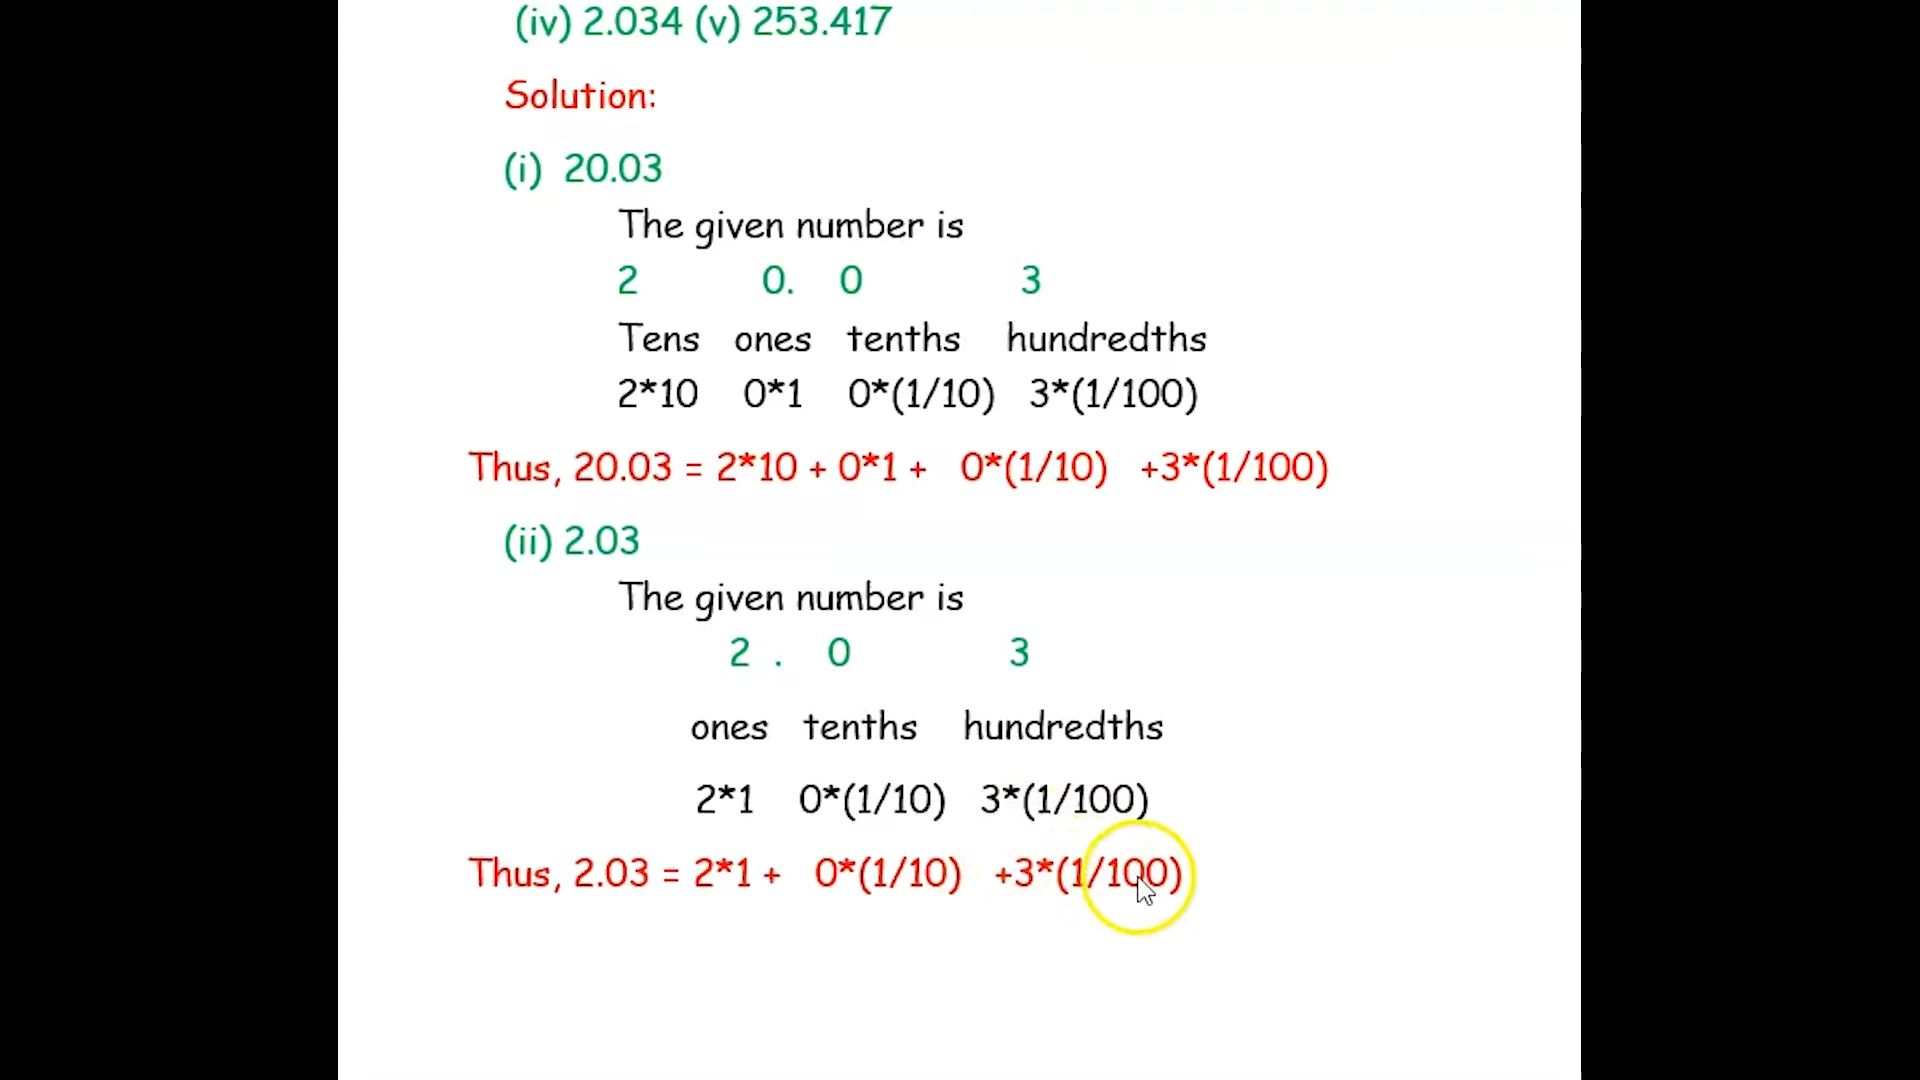 (iv) 2.034 (v) 253.417
Solution:
(i) 20.03
The given number is
2 0. 0 3
Tens ones tenths hundredths
2*10 0*1 0*(1/10) 3*(1/100)
Thus, 20.03 = 2*10 + 0*1 + 0*(1/10) +3*(1/100)
(ii) 2.03
The given number is
2 . 0 3
ones tenths hundredths
2*1 0*(1/10) 3*(1/100)
Thus, 2.03 = 2*1 + 0*(1/10) +3*(1/100)